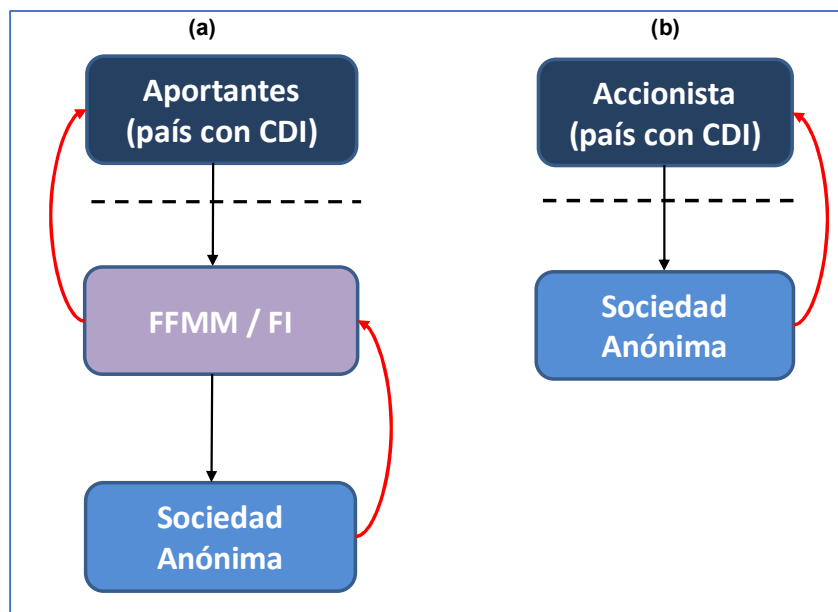 (a)
Aportantes
(país con CDI)
FFMM / FI
Sociedad
Anónima
(b)
Accionista
(país con CDI)
Sociedad
Anónima